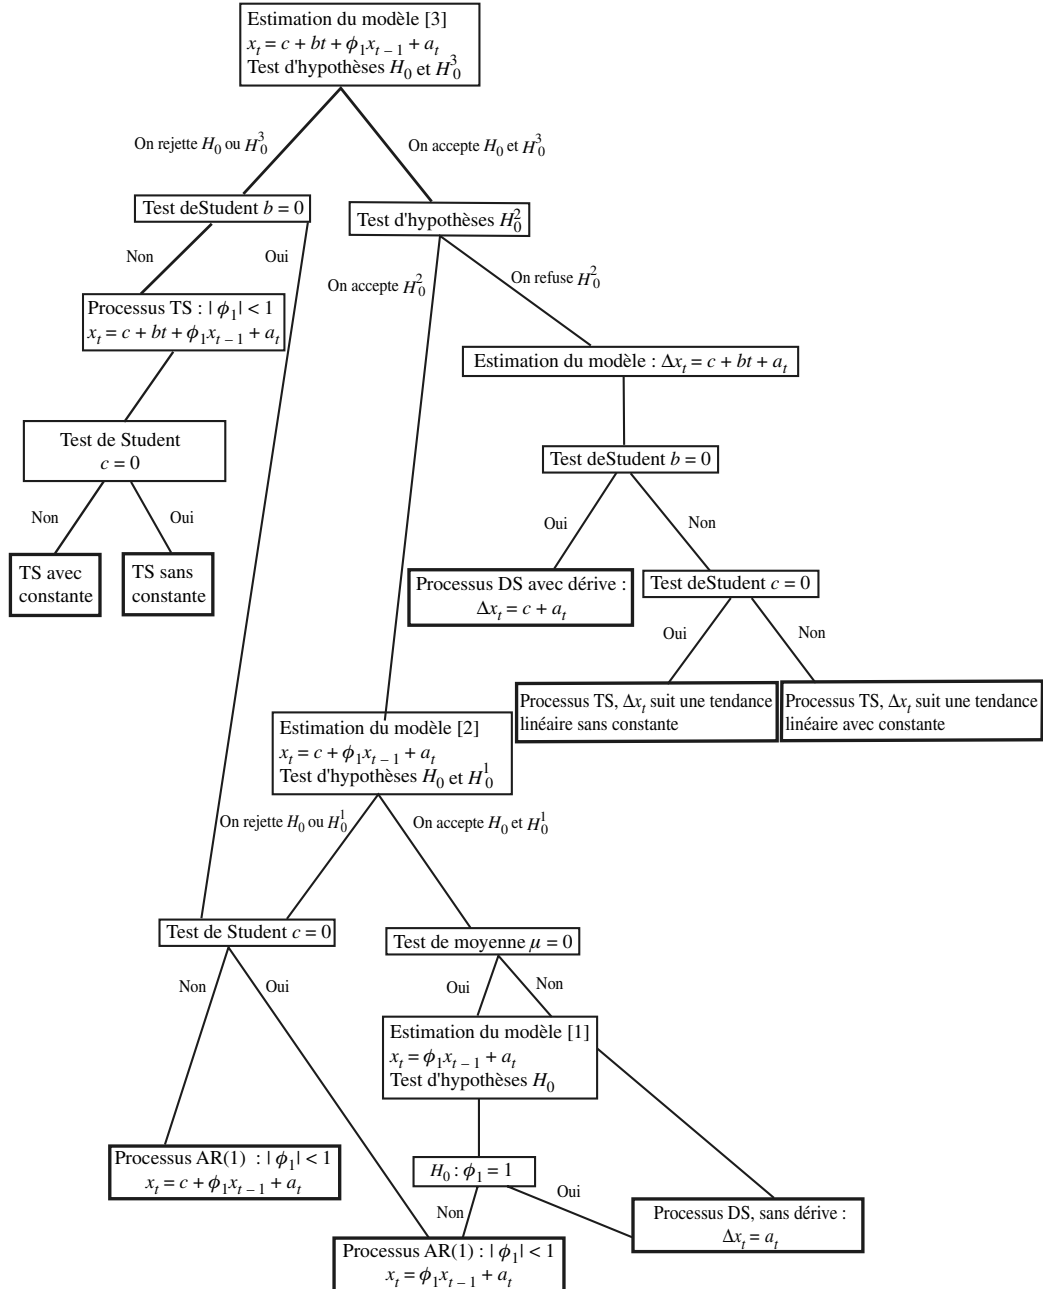 Estimation du modèle [3]
x_t = c + bt + ϕ_1x_{t – 1} + a_t
Test d'hypothèses H_0 et H_0^3
On rejette H_0 ou H_0^3
On accepte H_0 et H_0^3
Test deStudent b = 0
Test d'hypothèses H_0^2
Non
Oui
On accepte H_0^2
On refuse H_0^2
Processus TS : | ϕ_1| < 1
x_t = c + bt + ϕ_1x_{t – 1} + a_t
Estimation du modèle : Δx_t = c + bt + a_t
Test de Student
c = 0
Test deStudent b = 0
Non
Oui
Oui
Non
TS avec
constante
TS sans
constante
Processus DS avec dérive :
Δx_t = c + a_t
Test deStudent c = 0
Oui
Non
Processus TS, Δx_t suit une tendance
linéaire sans constante
Processus TS, Δx_t suit une tendance
linéaire avec constante
Estimation du modèle [2]
x_t = c + ϕ_1x_{t – 1} + a_t
Test d'hypothèses H_0 et H_0^1
On rejette H_0 ou H_0^1
On accepte H_0 et H_0^1
Test de Student c = 0
Test de moyenne μ = 0
Non
Oui
Oui
Non
Estimation du modèle [1]
x_t = ϕ_1x_{t – 1} + a_t
Test d'hypothèses H_0
Processus AR(1) : | ϕ_1| < 1
x_t = c + ϕ_1x_{t – 1} + a_t
H_0 : ϕ_1 = 1
Non
Oui
Processus DS, sans dérive :
Δx_t = a_t
Processus AR(1) : | ϕ_1| < 1
x_t = ϕ_1x_{t – 1} + a_t